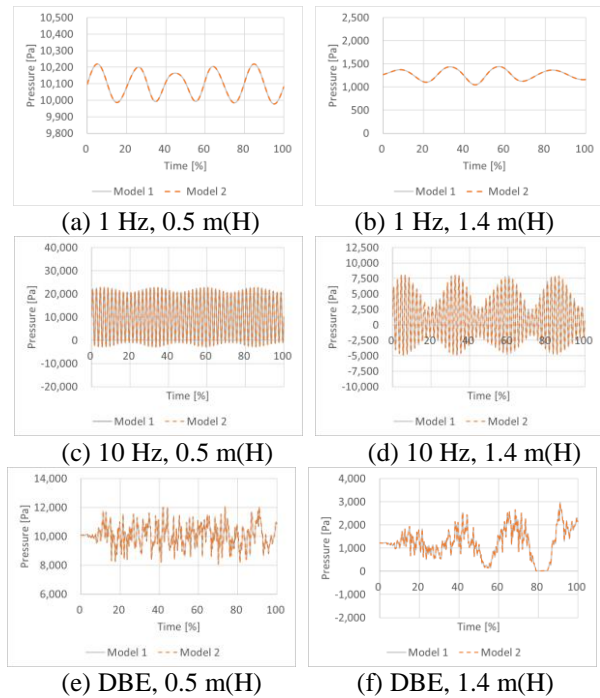 10,500
10,400
10,300
10,200
10,100
10,000
9,900
9,800
Pressure [Pa]
0 20 40 60 80 100
Time [%]
Model 1 Model 2
(a) 1 Hz, 0.5 m(H)
2,500
2,000
1,500
1,000
500
0
Pressure [Pa]
0 20 40 60 80 100
Time [%]
Model 1 Model 2
(b) 1 Hz, 1.4 m(H)
40,000
30,000
20,000
10,000
0
-10,000
-20,000
Pressure [Pa]
0 20 40 60 80 100
Time [%]
Model 1 Model 2
(c) 10 Hz, 0.5 m(H)
12,500
10,000
7,500
5,000
2,500
0
-2,500
-5,000
-7,500
-10,000
Pressure [Pa]
0 20 40 60 80 100
Time [%]
Model 1 Model 2
(d) 10 Hz, 1.4 m(H)
14,000
12,000
10,000
8,000
6,000
Pressure [Pa]
0 20 40 60 80 100
Time [%]
Model 1 Model 2
(e) DBE, 0.5 m(H)
4,000
3,000
2,000
1,000
0
-1,000
-2,000
Pressure [Pa]
0 20 40 60 80 100
Time [%]
Model 1 Model 2
(f) DBE, 1.4 m(H)